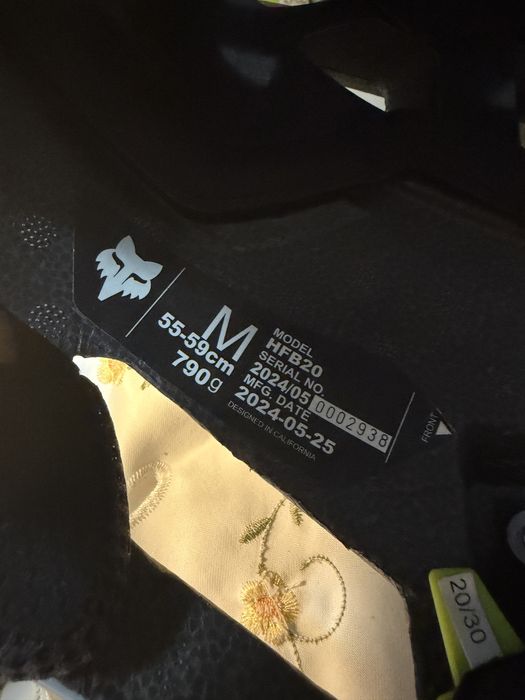 M
55-59cm
790g
MODEL
HFB20
SERIAL NO.
2024/05 0002938
MFG. DATE
2024-05-25
DESIGNED IN CALIFORNIA
FRONT
20/30